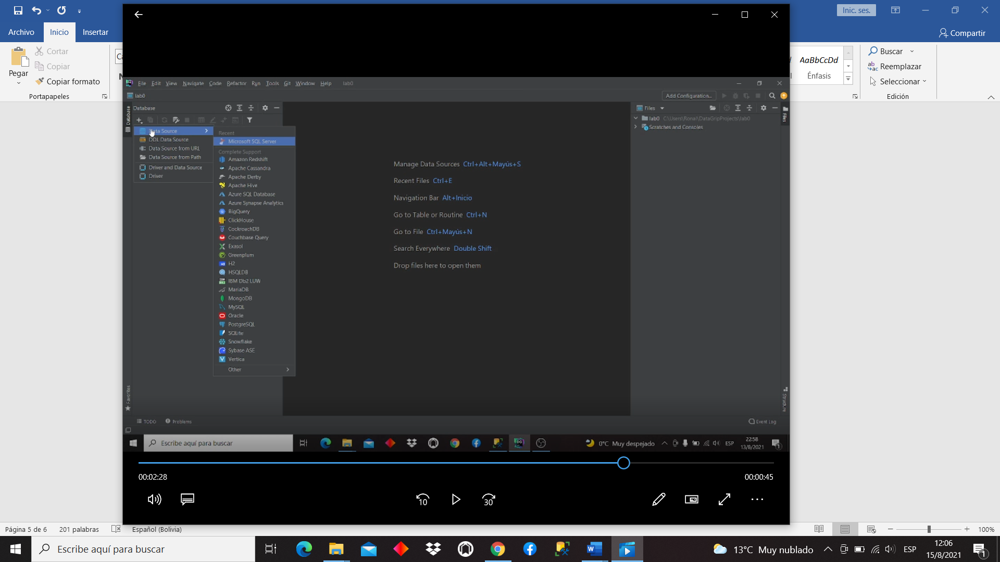 Inic. ses.
Archivo
Inicio
Insertar
Compartir
Pegar
Cortar
Copiar
Copiar formato
Portapapeles
AaBbCcDd
Énfasis
Buscar
Reemplazar
Seleccionar
Edición
File Edit View Navigate Code Refactor Run Tools Git Window Help lab0
lab0
Add Configuration...
Database
Database
Files
Files
lab0 C:\Users\Ronal\DataGripProjects\lab0
Scratches and Consoles
Data Source
DDL Data Source
Data Source from URL
Data Source from Path
Driver and Data Source
Driver
Recent
Microsoft SQL Server
Complete Support
Amazon Redshift
Apache Cassandra
Apache Derby
Apache Hive
Azure SQL Database
Azure Synapse Analytics
BigQuery
ClickHouse
CockroachDB
Couchbase Query
Exasol
Greenplum
H2
HSQLDB
IBM Db2 LUW
MariaDB
MongoDB
MySQL
Oracle
PostgreSQL
SQLite
Snowflake
Sybase ASE
Vertica
Other
Manage Data Sources Ctrl+Alt+Mayús+S
Recent Files Ctrl+E
Navigation Bar Alt+Inicio
Go to Table or Routine Ctrl+N
Go to File Ctrl+Mayús+N
Search Everywhere Double Shift
Drop files here to open them
Favorites
Structure
TODO Problems
Event Log
Escribe aquí para buscar
0°C Muy despejado
ESP
22:58
13/8/2021
1
00:02:28
00:00:45
10
30
Página 5 de 6 201 palabras Español (Bolivia)
100%
Escribe aquí para buscar
13°C Muy nublado
ESP
12:06
15/8/2021
1